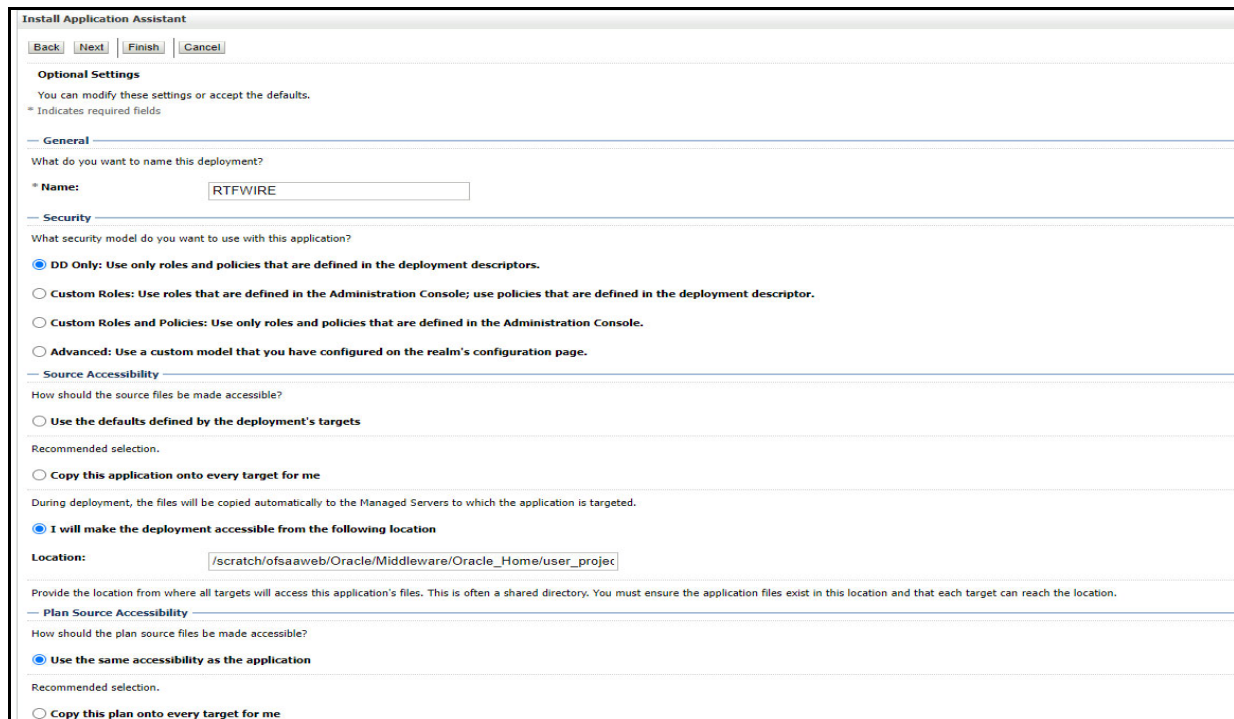 Install Application Assistant
Back Next Finish Cancel
Optional Settings
You can modify these settings or accept the defaults.
* Indicates required fields
General
What do you want to name this deployment?
* Name: RTFWIRE
Security
What security model do you want to use with this application?
DD Only: Use only roles and policies that are defined in the deployment descriptors.
Custom Roles: Use roles that are defined in the Administration Console; use policies that are defined in the deployment descriptor.
Custom Roles and Policies: Use only roles and policies that are defined in the Administration Console.
Advanced: Use a custom model that you have configured on the realm's configuration page.
Source Accessibility
How should the source files be made accessible?
Use the defaults defined by the deployment's targets
Recommended selection.
Copy this application onto every target for me
During deployment, the files will be copied automatically to the Managed Servers to which the application is targeted.
I will make the deployment accessible from the following location
Location: /scratch/ofsaaweb/Oracle/Middleware/Oracle_Home/user_projec
Provide the location from where all targets will access this application's files. This is often a shared directory. You must ensure the application files exist in this location and that each target can reach the location.
Plan Source Accessibility
How should the plan source files be made accessible?
Use the same accessibility as the application
Recommended selection.
Copy this plan onto every target for me